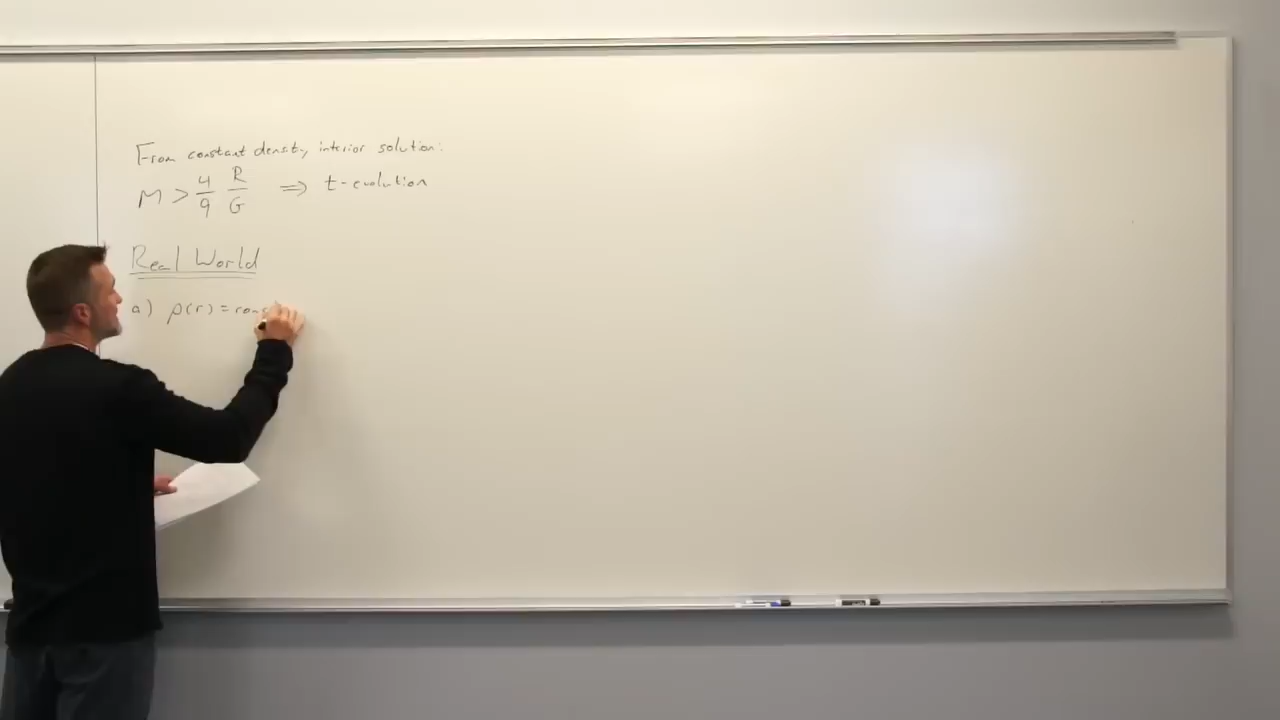 From constant density, interior solution:
M > 4/9 R/G ⟹ t-evolution
Real World
a) ρ(r) = cons